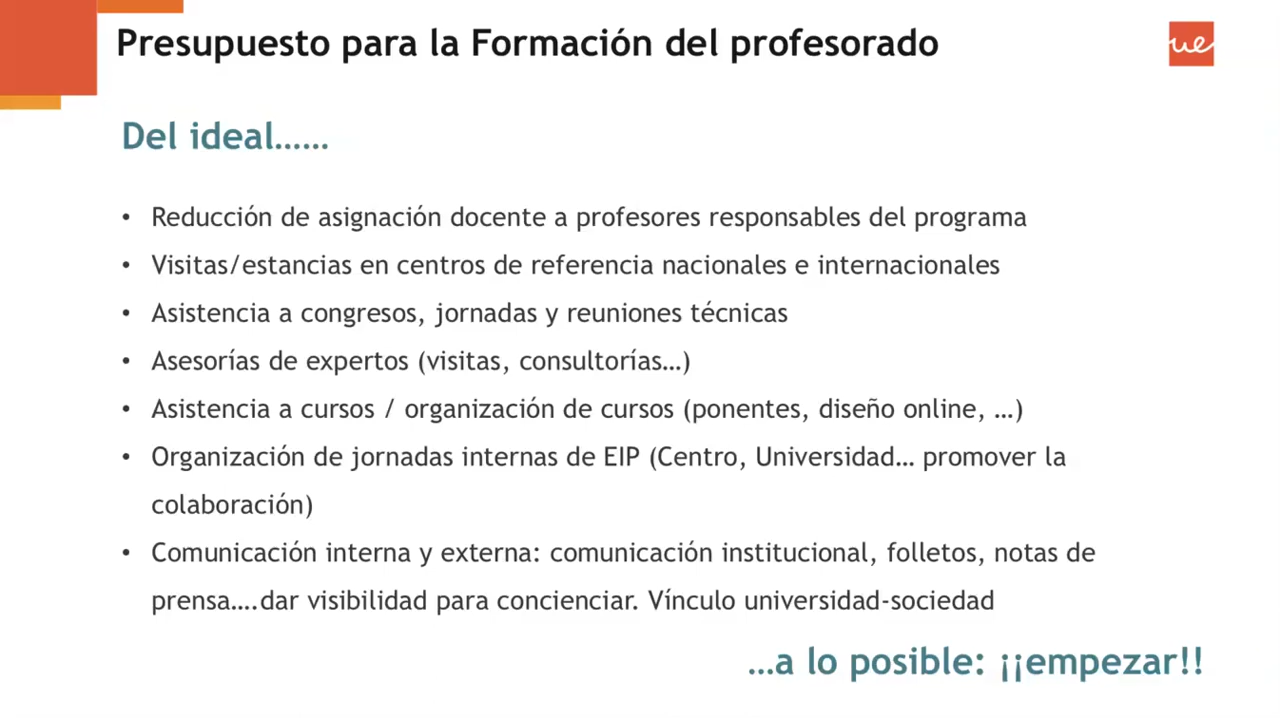 Presupuesto para la Formación del profesorado
ue
Del ideal……
• Reducción de asignación docente a profesores responsables del programa
• Visitas/estancias en centros de referencia nacionales e internacionales
• Asistencia a congresos, jornadas y reuniones técnicas
• Asesorías de expertos (visitas, consultorías…)
• Asistencia a cursos / organización de cursos (ponentes, diseño online, …)
• Organización de jornadas internas de EIP (Centro, Universidad… promover la
colaboración)
• Comunicación interna y externa: comunicación institucional, folletos, notas de
prensa….dar visibilidad para concienciar. Vínculo universidad-sociedad
…a lo posible: ¡¡empezar!!